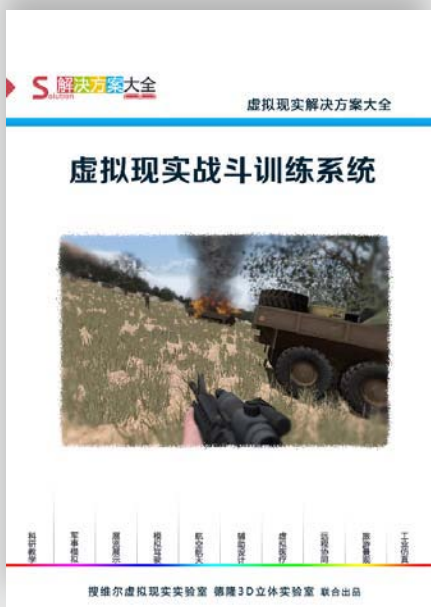 S 解决方案大全
olution
虚拟现实解决方案大全
虚拟现实战斗训练系统
科研教学
军事模拟
展览展示
模拟驾驶
航空航天
辅助设计
虚拟医疗
远程协同
旅游景观
工业仿真
搜维尔虚拟现实实验室 德隆3D立体实验室 联合出品